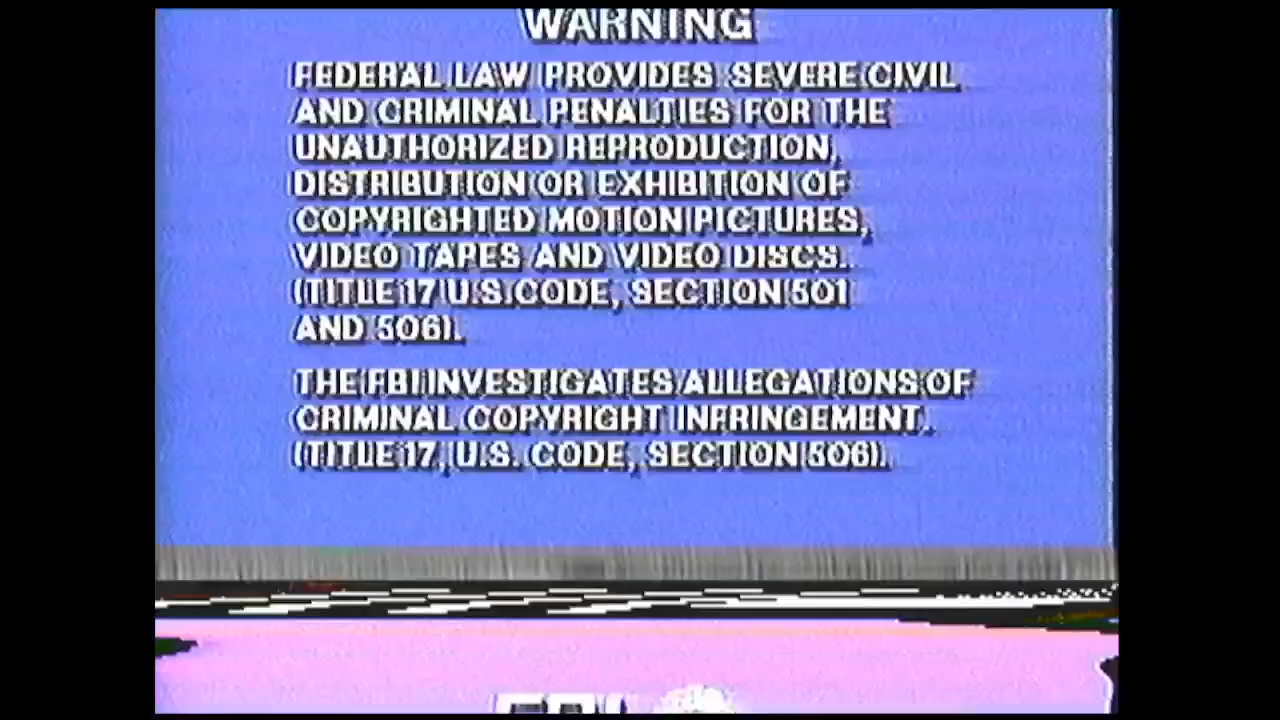 WARNING
FEDERAL LAW PROVIDES SEVERE CIVIL
AND CRIMINAL PENALTIES FOR THE
UNAUTHORIZED REPRODUCTION,
DISTRIBUTION OR EXHIBITION OF
COPYRIGHTED MOTION PICTURES,
VIDEO TAPES AND VIDEO DISCS.
(TITLE 17 U.S. CODE, SECTION 501
AND 506).
THE FBI INVESTIGATES ALLEGATIONS OF
CRIMINAL COPYRIGHT INFRINGEMENT.
(TITLE 17, U.S. CODE, SECTION 506).